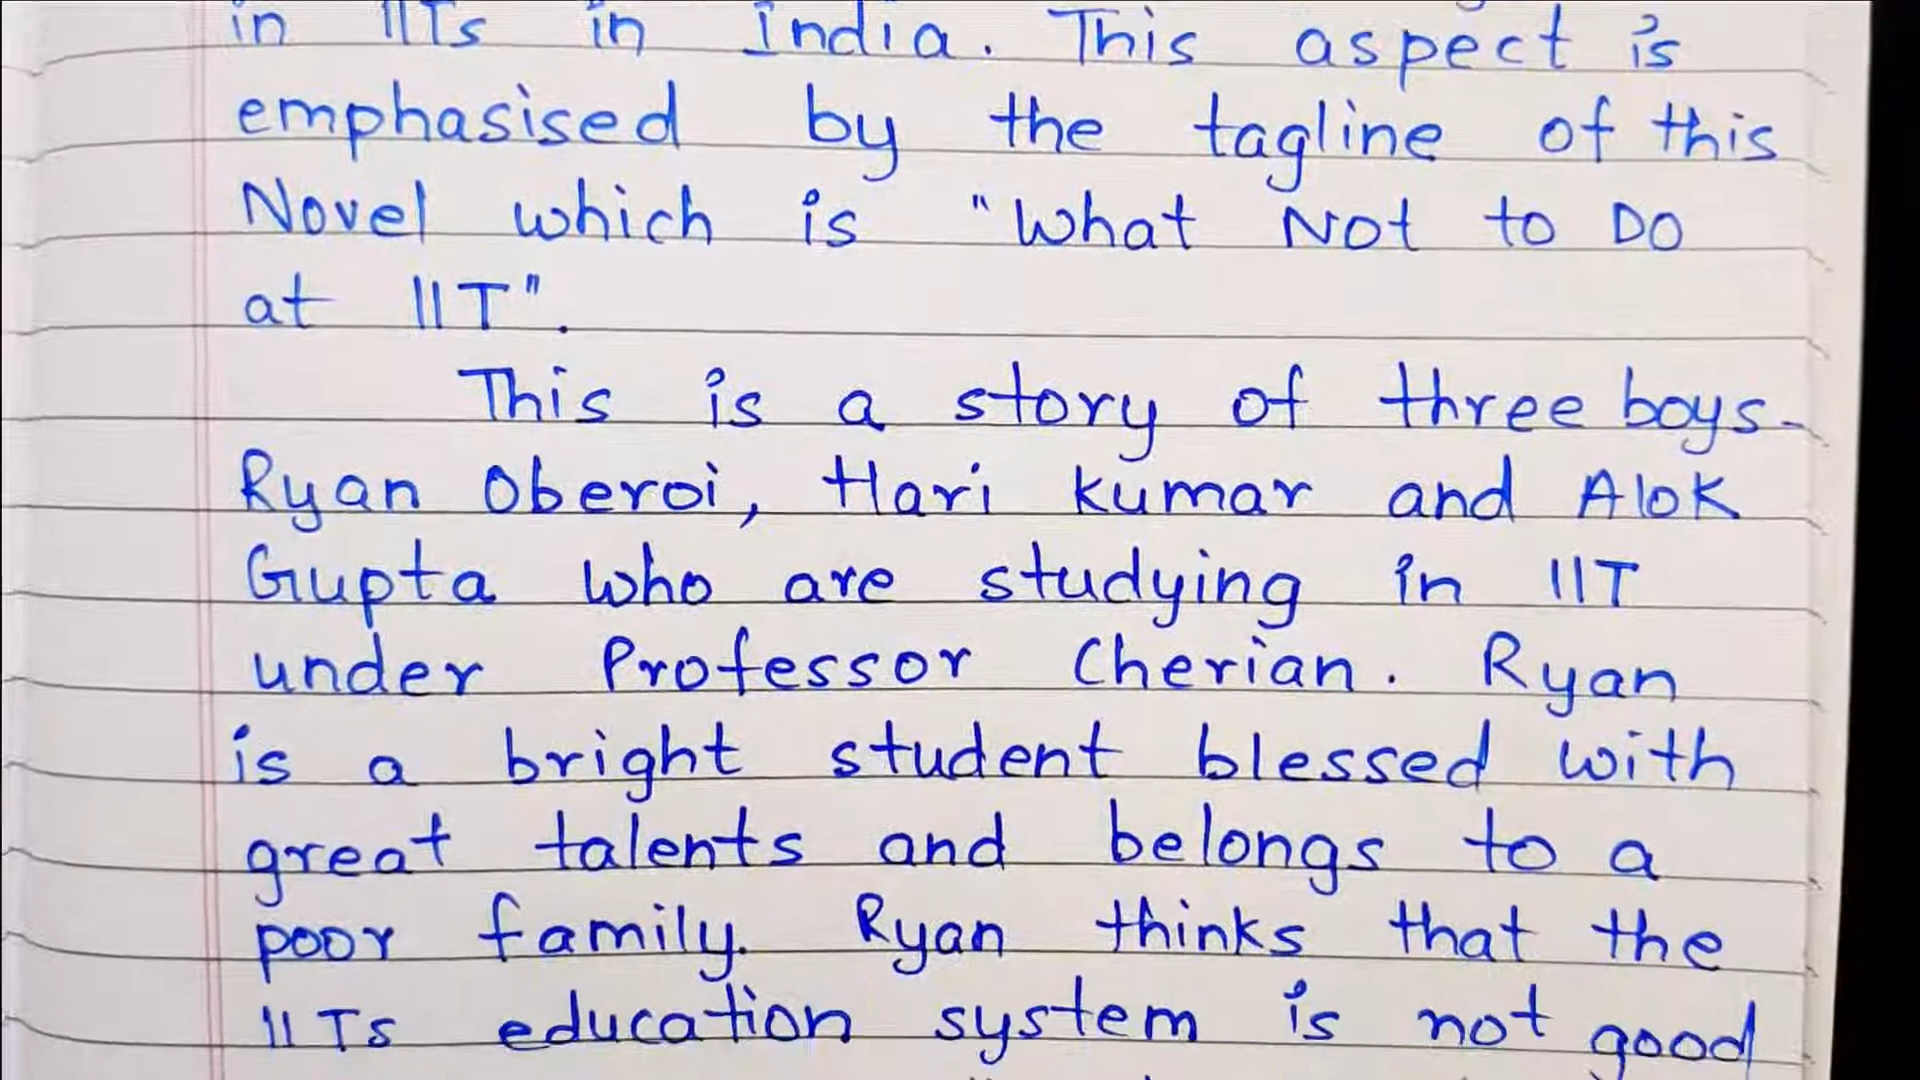 in IITs in India. This aspect is
emphasised by the tagline of this
Novel which is "What Not to Do
at IIT".
This is a story of three boys-
Ryan Oberoi, Hari kumar and Alok
Gupta who are studying in IIT
under Professor Cherian. Ryan
is a bright student blessed with
great talents and belongs to a
poor family. Ryan thinks that the
IITs education system is not good